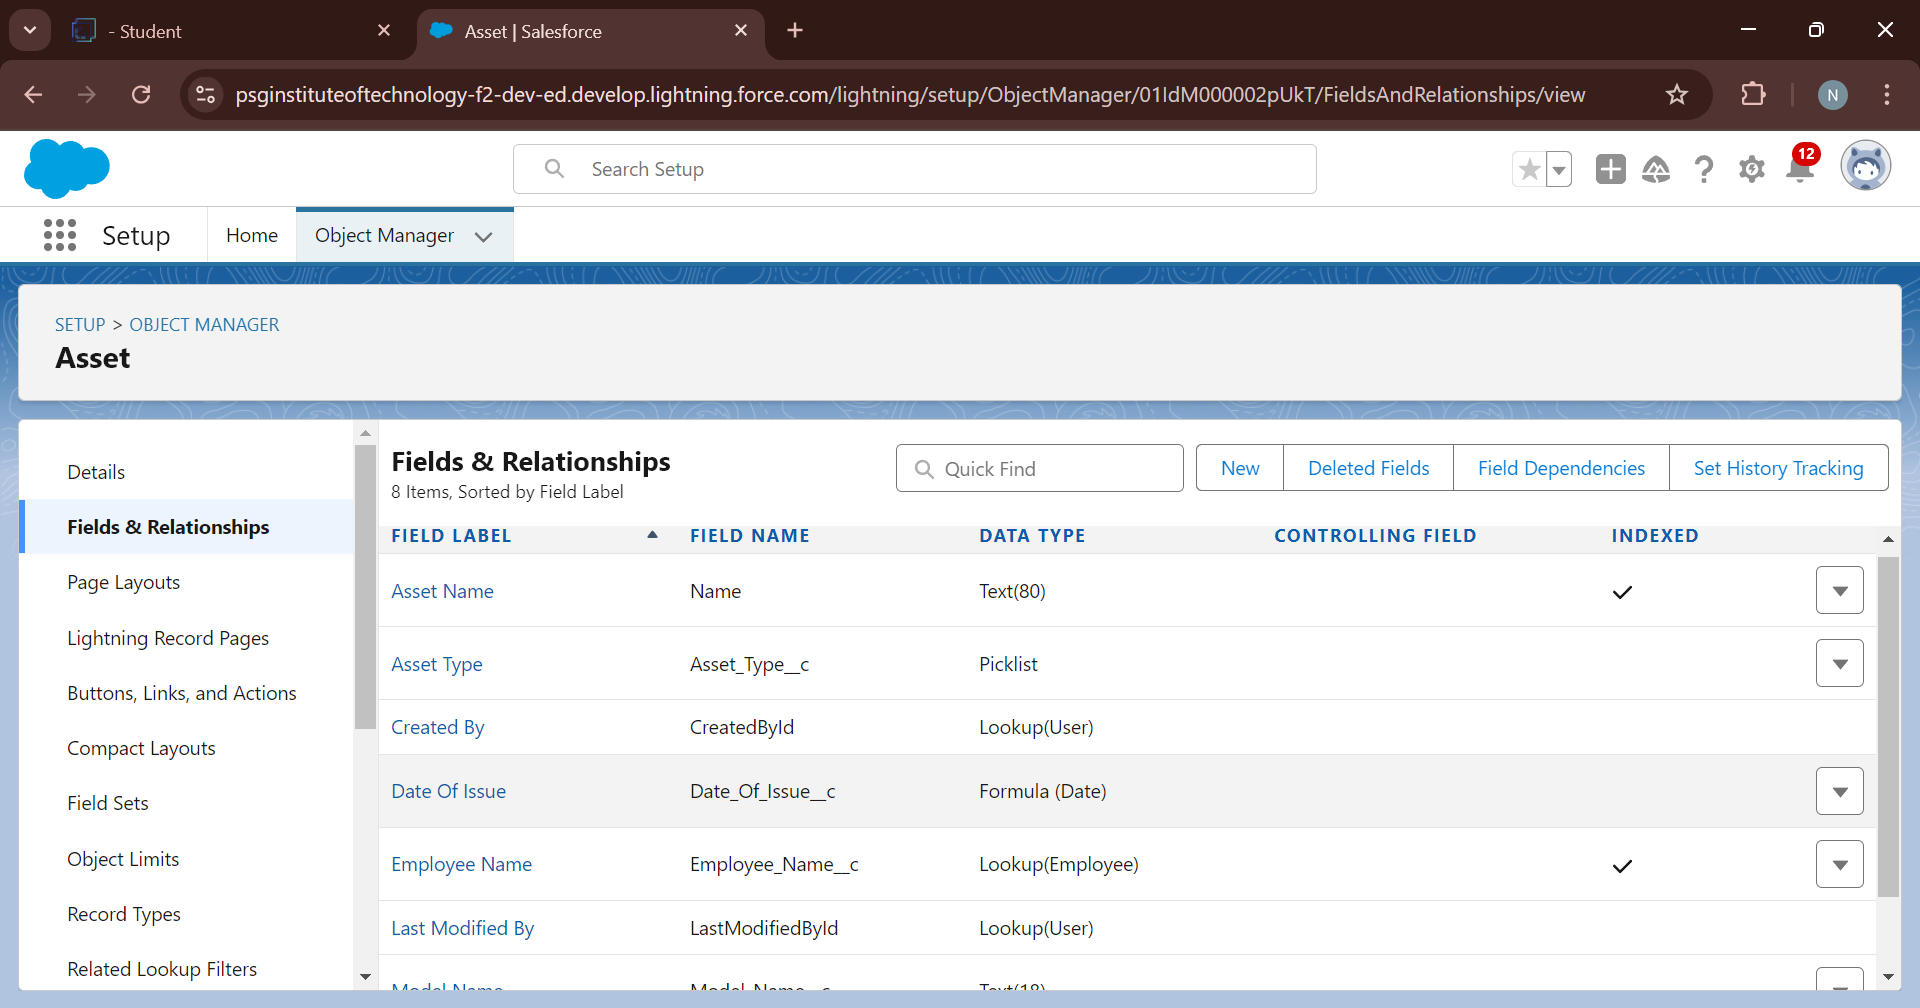 - Student
Asset | Salesforce
psginstituteoftechnology-f2-dev-ed.develop.lightning.force.com/lightning/setup/ObjectManager/01IdM000002pUkT/FieldsAndRelationships/view
N
Search Setup
12
Setup
Home
Object Manager
SETUP > OBJECT MANAGER
Asset
Details
Fields & Relationships
Page Layouts
Lightning Record Pages
Buttons, Links, and Actions
Compact Layouts
Field Sets
Object Limits
Record Types
Related Lookup Filters
Fields & Relationships
8 Items, Sorted by Field Label
Quick Find
New
Deleted Fields
Field Dependencies
Set History Tracking
FIELD LABEL FIELD NAME DATA TYPE CONTROLLING FIELD INDEXED
Asset Name Name Text(80)
Asset Type Asset_Type__c Picklist
Created By CreatedById Lookup(User)
Date Of Issue Date_Of_Issue__c Formula (Date)
Employee Name Employee_Name__c Lookup(Employee)
Last Modified By LastModifiedById Lookup(User)
Model Name Model_Name__c Text(18)